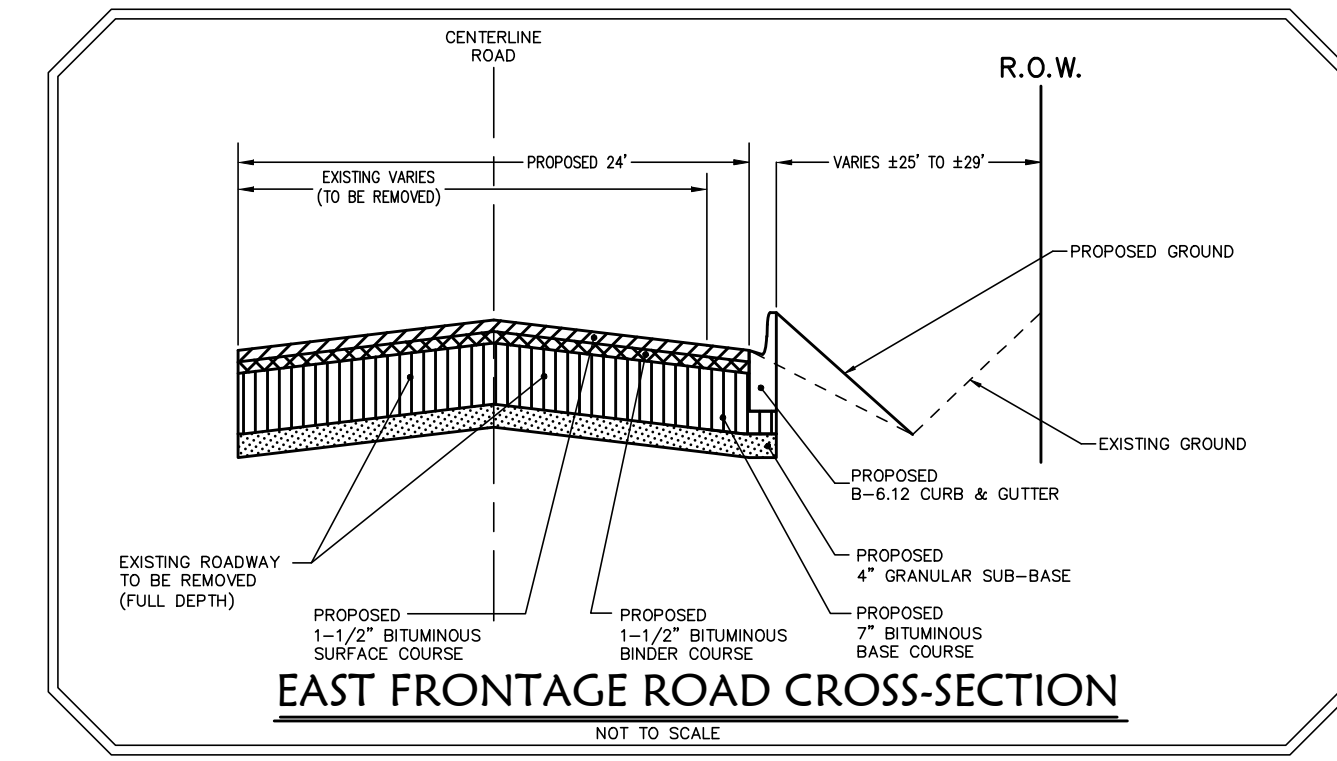 CENTERLINE
ROAD
R.O.W.
PROPOSED 24'
VARIES ±25' TO ±29'
EXISTING VARIES
(TO BE REMOVED)
PROPOSED GROUND
EXISTING GROUND
PROPOSED
B-6.12 CURB & GUTTER
EXISTING ROADWAY
TO BE REMOVED
(FULL DEPTH)
PROPOSED
4" GRANULAR SUB-BASE
PROPOSED
1-1/2" BITUMINOUS
SURFACE COURSE
PROPOSED
1-1/2" BITUMINOUS
BINDER COURSE
PROPOSED
7" BITUMINOUS
BASE COURSE
EAST FRONTAGE ROAD CROSS-SECTION
NOT TO SCALE